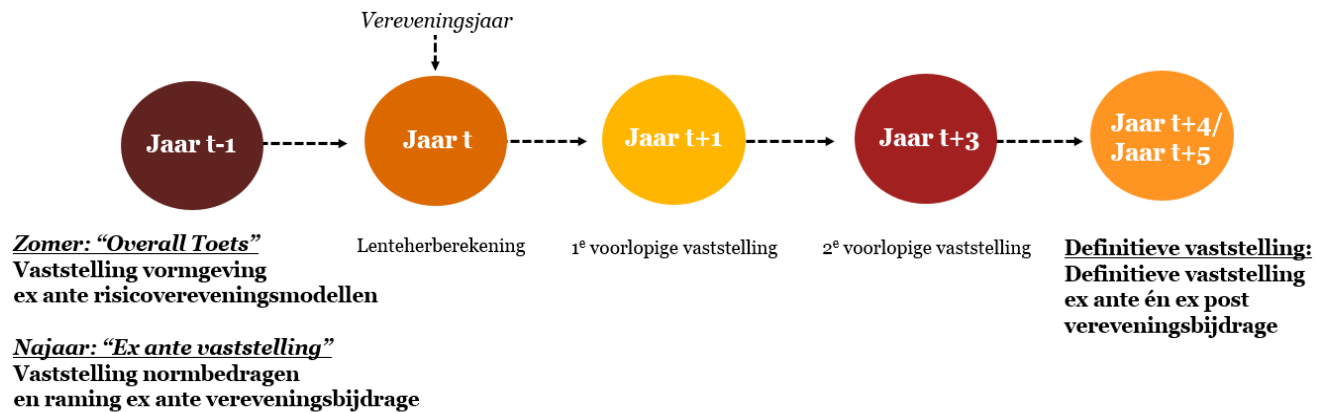 Vereveningsjaar
Jaar t-1
Jaar t
Jaar t+1
Jaar t+3
Jaar t+4/
Jaar t+5
Zomer: “Overall Toets”
Vaststelling vormgeving
ex ante risicovereveningsmodellen
Najaar: “Ex ante vaststelling”
Vaststelling normbedragen
en raming ex ante vereveningsbijdrage
Lenteherberekening
1e voorlopige vaststelling
2e voorlopige vaststelling
Definitieve vaststelling:
Definitieve vaststelling
ex ante én ex post
vereveningsbijdrage